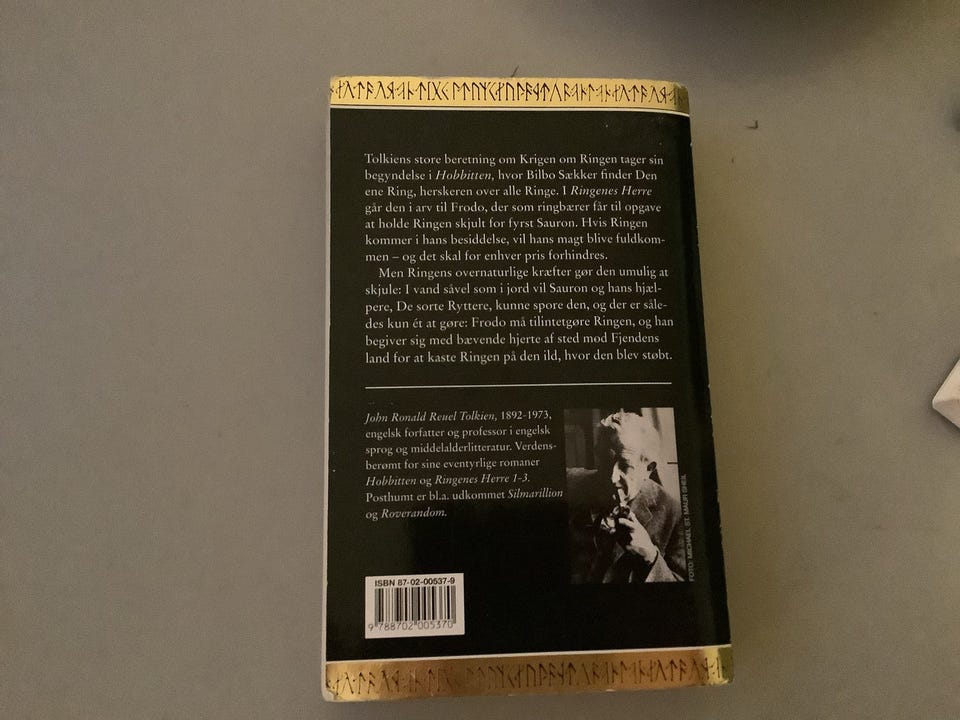 Tolkiens store beretning om Krigen om Ringen tager sin
begyndelse i Hobbitten, hvor Bilbo Sækker finder Den
ene Ring, herskeren over alle Ringe. I Ringenes Herre
går den i arv til Frodo, der som ringbærer får til opgave
at holde Ringen skjult for fyrst Sauron. Hvis Ringen
kommer i hans besiddelse, vil hans magt blive fuldkom-
men – og det skal for enhver pris forhindres.
Men Ringens overnaturlige kræfter gør den umulig at
skjule: I vand såvel som i jord vil Sauron og hans hjæl-
pere, De sorte Ryttere, kunne spore den, og der er såle-
des kun ét at gøre: Frodo må tilintetgøre Ringen, og han
begiver sig med bævende hjerte af sted mod Fjendens
land for at kaste Ringen på den ild, hvor den blev støbt.
John Ronald Reuel Tolkien, 1892-1973,
engelsk forfatter og professor i engelsk
sprog og middelalderlitteratur. Verdens-
berømt for sine eventyrlige romaner
Hobbitten og Ringenes Herre 1-3.
Posthumt er bl.a. udkommet Silmarillion
og Roverandom.
FOTO: MICHAEL ST. MAUR SHEIL
ISBN 87-02-00537-9
9 788702 005370